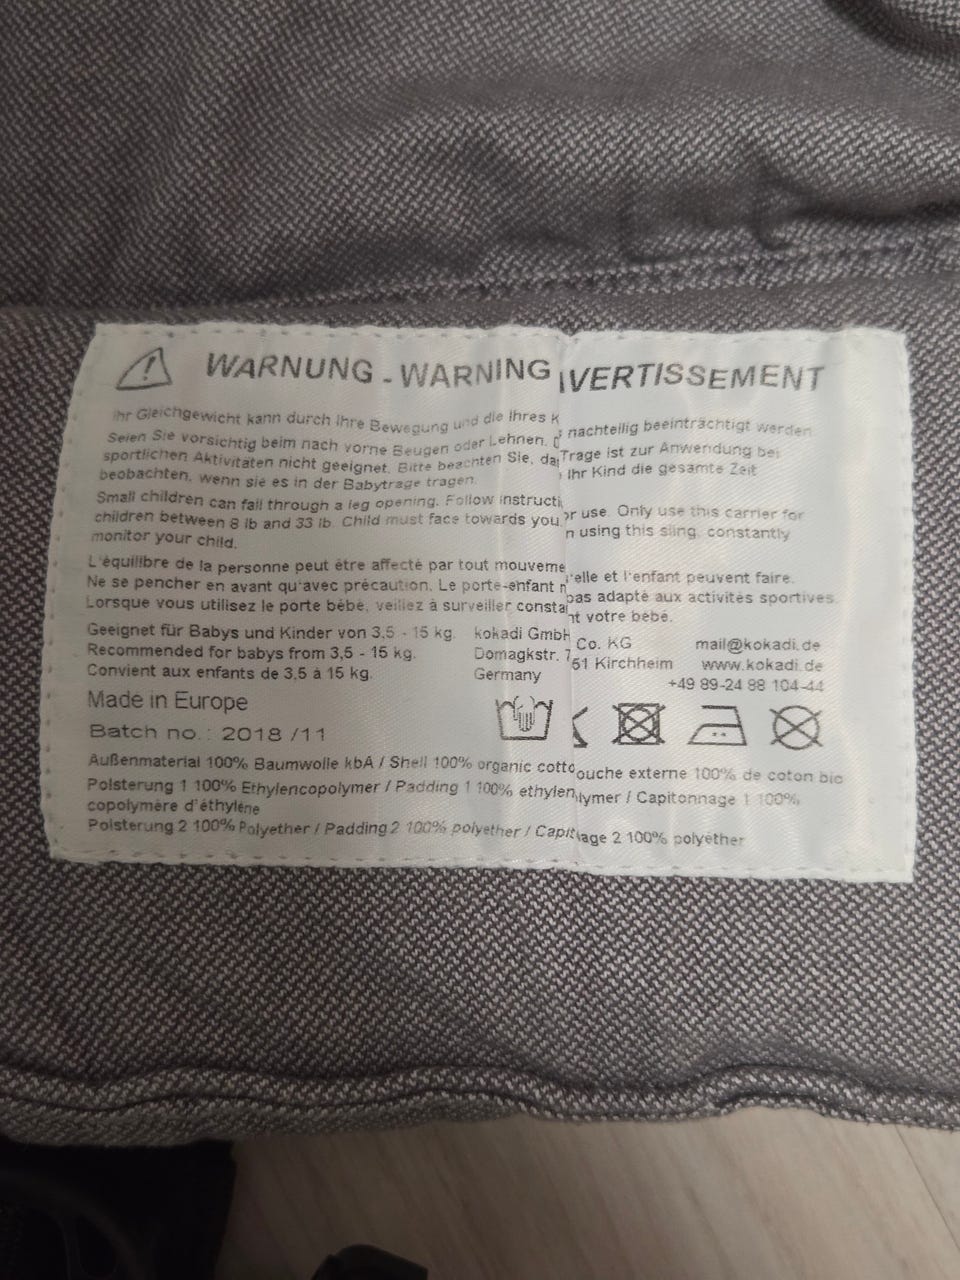 WARNUNG - WARNING VERTISSEMENT
Ihr Gleichgewicht kann durch Ihre Bewegung und die Ihres K nachteilig beeinträchtigt werden
Seien Sie vorsichtig beim nach vorne Beugen oder Lehnen. D Trage ist zur Anwendung bei
sportlichen Aktivitäten nicht geeignet. Bitte beachten Sie, da Ihr Kind die gesamte Zeit
beobachten, wenn sie es in der Babytrage tragen.
Small children can fall through a leg opening. Follow instructi or use. Only use this carrier for
children between 8 lb and 33 lb. Child must face towards you n using this sling, constantly
monitor your child.
L'équilibre de la personne peut être affecté par tout mouveme elle et l'enfant peuvent faire.
Ne se pencher en avant qu'avec précaution. Le porte-enfant n pas adapté aux activités sportives.
Lorsque vous utilisez le porte bébé, veillez à surveiller consta nt votre bébé.
Geeignet für Babys und Kinder von 3,5 - 15 kg. kokadi GmbH Co. KG mail@kokadi.de
Recommended for babys from 3,5 - 15 kg. Domagkstr. 7 51 Kirchheim www.kokadi.de
Convient aux enfants de 3,5 à 15 kg. Germany +49 89-24 88 104-44
Made in Europe
Batch no.: 2018 /11
Außenmaterial 100% Baumwolle kbA / Shell 100% organic cotto ouche externe 100% de coton bio
Polsterung 1 100% Ethylencopolymer / Padding 1 100% ethylen lymer / Capitonnage 1 100%
copolymère d'éthylène
Polsterung 2 100% Polyether / Padding 2 100% polyether / Capit age 2 100% polyéther